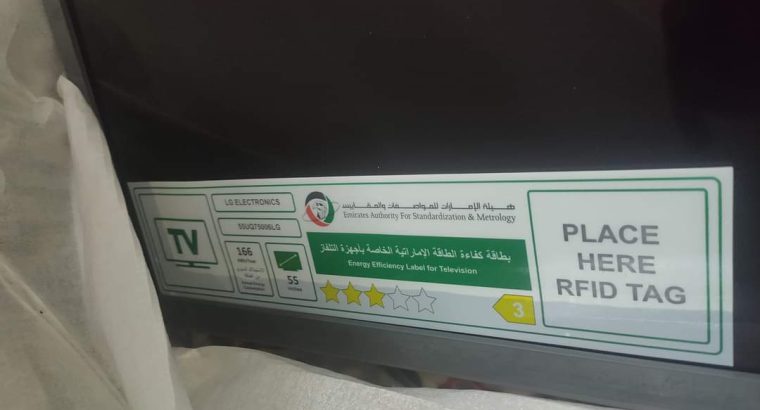 TV
LG ELECTRONICS
55UQ75006LG
166
55
هيئة الإمارات للمواصفات والمقاييس
Emirates Authority For Standardization & Metrology
بطاقة كفاءة الطاقة الإماراتية الخاصة بأجهزة التلفاز
Energy Efficiency Label for Television
3
PLACE
HERE
RFID TAG